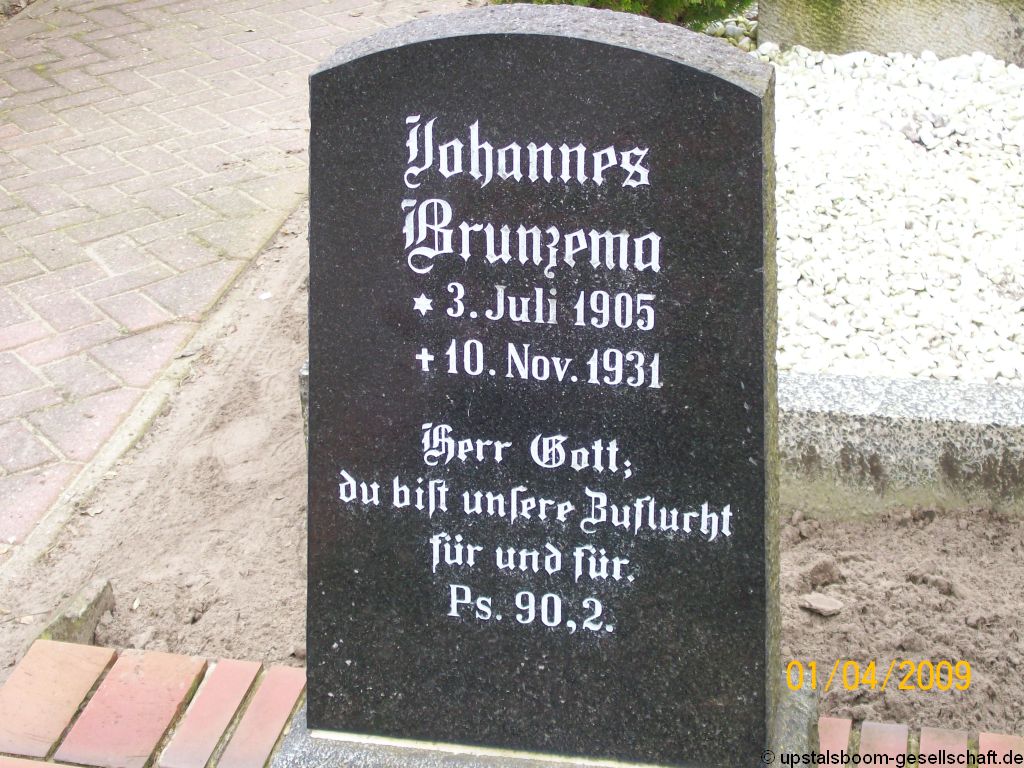 Johannes
Brunzema
* 3. Juli 1905
† 10. Nov. 1931
Herr Gott;
du bist unsere Zuflucht
für und für.
Ps. 90,2.
01/04/2009
© upstalsboom-gesellschaft.de